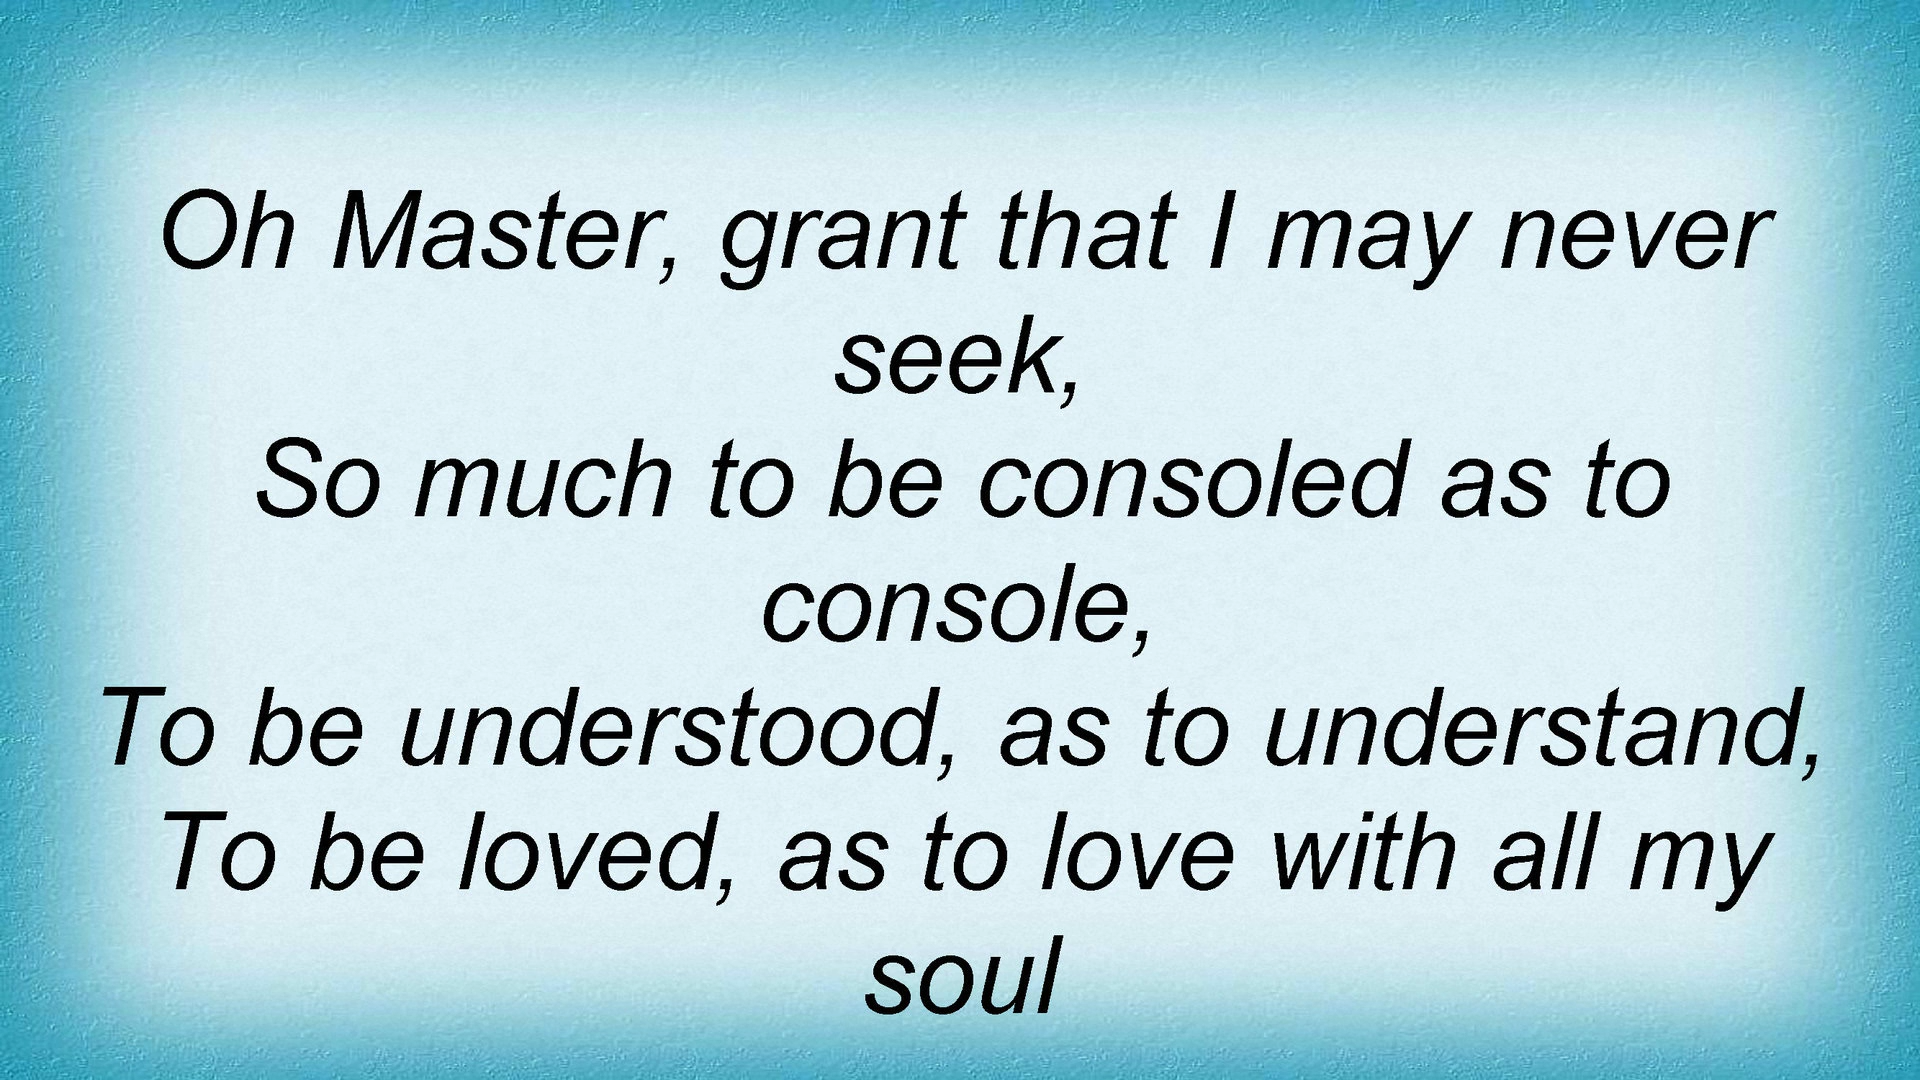 Oh Master, grant that I may never
seek,
So much to be consoled as to
console,
To be understood, as to understand,
To be loved, as to love with all my
soul